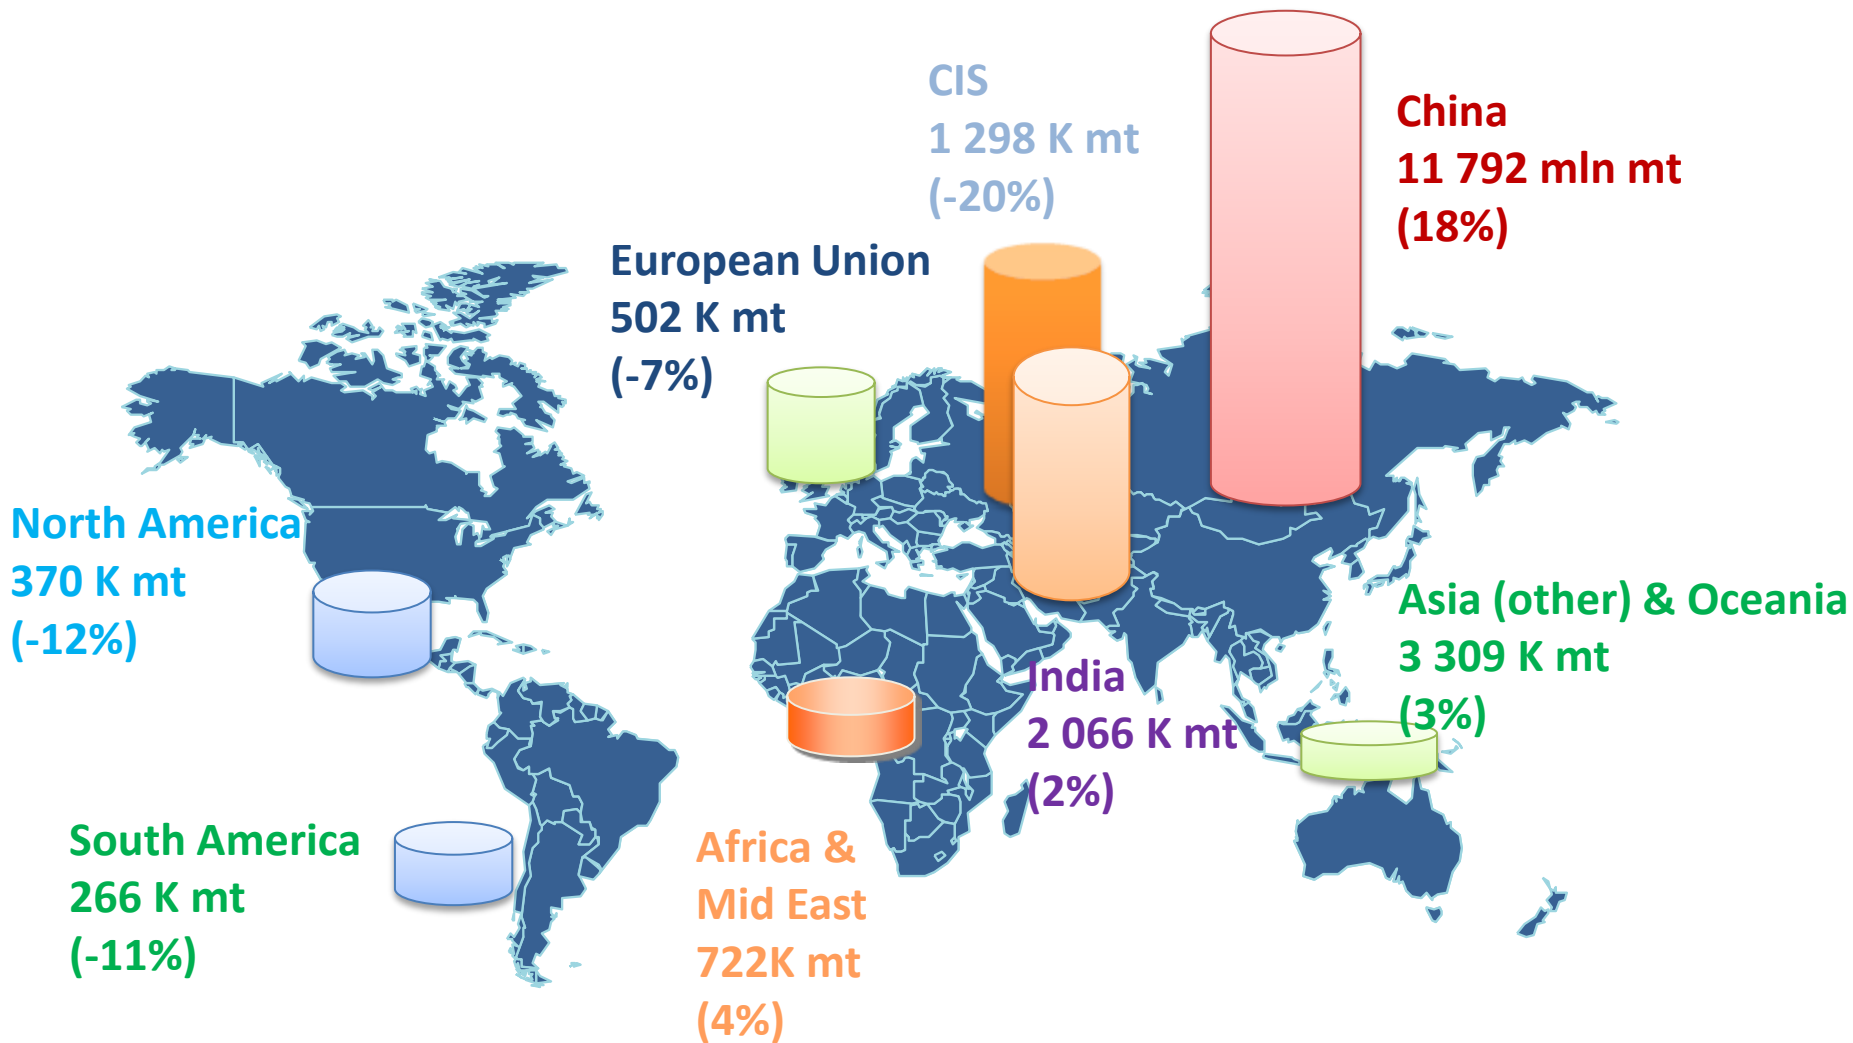 CIS
1 298 K mt
(-20%)
China
11 792 mln mt
(18%)
European Union
502 K mt
(-7%)
North America
370 K mt
(-12%)
Asia (other) & Oceania
3 309 K mt
(3%)
India
2 066 K mt
(2%)
South America
266 K mt
(-11%)
Africa &
Mid East
722K mt
(4%)